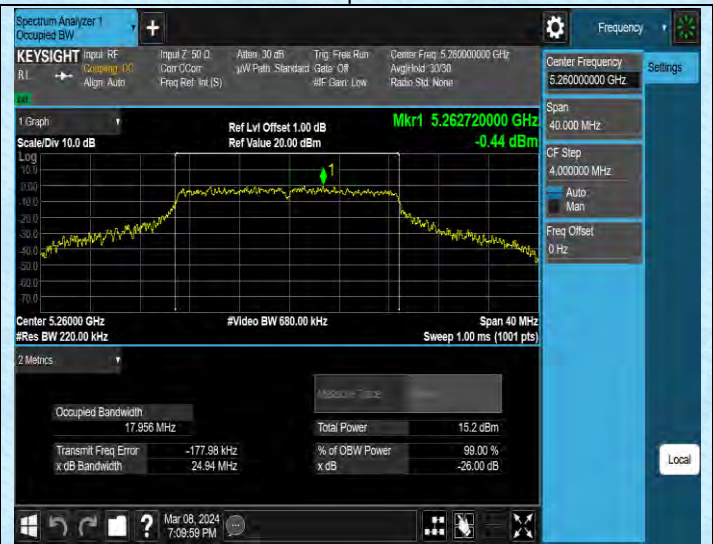 Spectrum Analyzer 1
Occupied BW
Frequency
KEYSIGHT Input: RF Input Z: 50 Ω Atten: 30 dB Trig: Free Run Center Freq: 5.260000000 GHz
RL Coupling: DC Corr CCorr µW Path: Standard Gate: Off Avg|Hold: 30/30
Align: Auto Freq Ref: Int (S) #IF Gain: Low Radio Std: None
Center Frequency
5.260000000 GHz
Settings
Span
40.000 MHz
CF Step
4.000000 MHz
Auto
Man
Freq Offset
0 Hz
1 Graph
Ref Lvl Offset 1.00 dB
Mkr1 5.262720000 GHz
Scale/Div 10.0 dB
Ref Value 20.00 dBm
-0.44 dBm
Log
10.0
0.00
-10.0
-20.0
-30.0
-40.0
-50.0
-60.0
-70.0
1
Center 5.26000 GHz #Video BW 680.00 kHz Span 40 MHz
#Res BW 220.00 kHz Sweep 1.00 ms (1001 pts)
2 Metrics
Measure Trace
Occupied Bandwidth
17.956 MHz
Total Power 15.2 dBm
Transmit Freq Error -177.98 kHz % of OBW Power 99.00 %
x dB Bandwidth 24.94 MHz x dB -26.00 dB
Local
Mar 08, 2024
7:09:59 PM